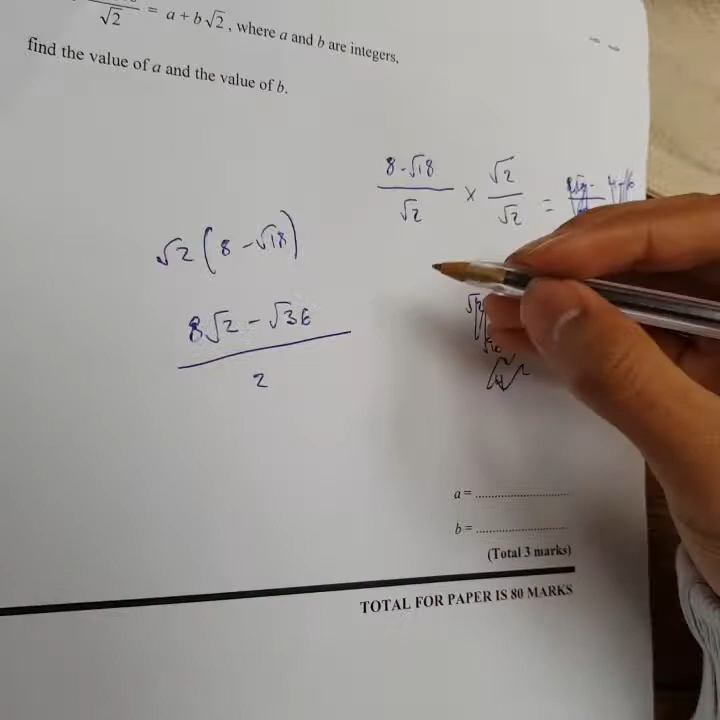 √2 = a + b√2, where a and b are integers,
find the value of a and the value of b.
8 - √18 / √2 × √2 / √2 =
√2 (8 - √18)
8√2 - √36
2
a = ........................
b = ........................
(Total 3 marks)
TOTAL FOR PAPER IS 80 MARKS